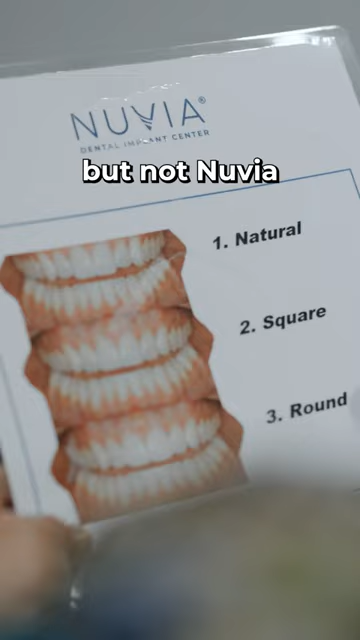 NUVIA®
DENTAL IMPLANT CENTER
but not Nuvia
1. Natural
2. Square
3. Round